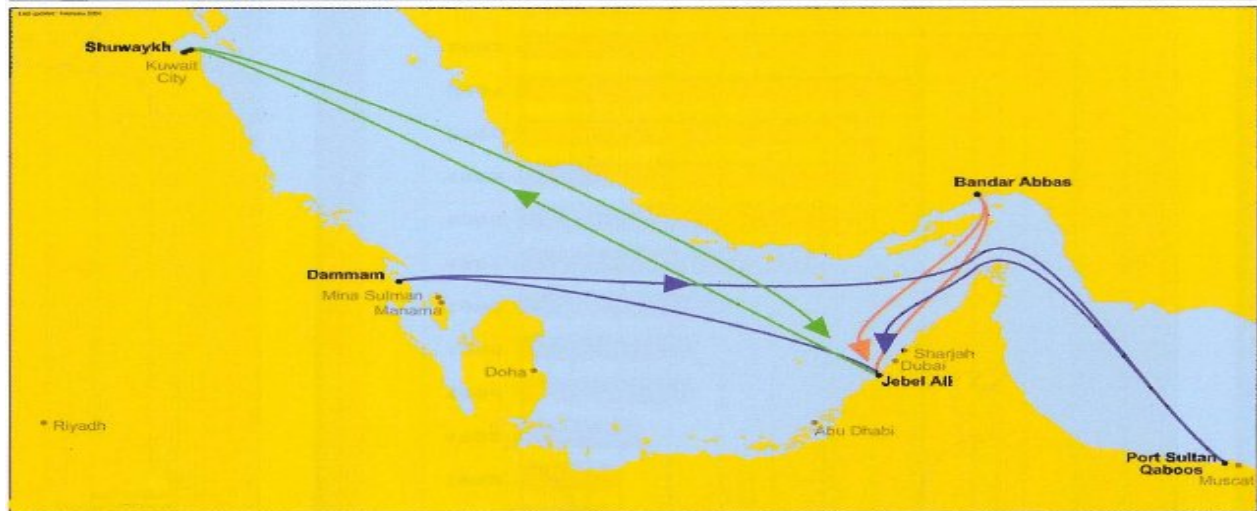 Shuwaykh
Kuwait
City
Bandar Abbas
Dammam
Mina Sulman
Manama
Doha
Sharjah
Dubai
Jebel Ali
Riyadh
Abu Dhabi
Port Sultan
Qaboos
Muscat